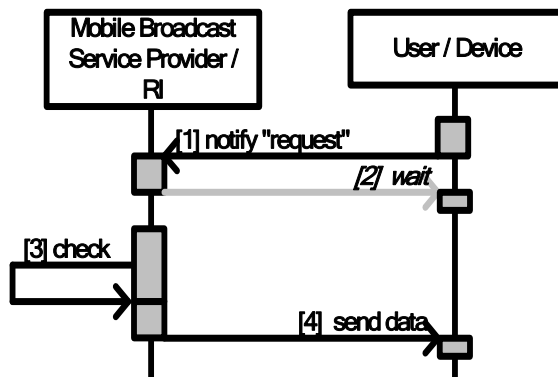 Mobile Broadcast
Service Provider /
RI
User / Device
[1] notify "request"
[2] wait
[3] check
[4] send data